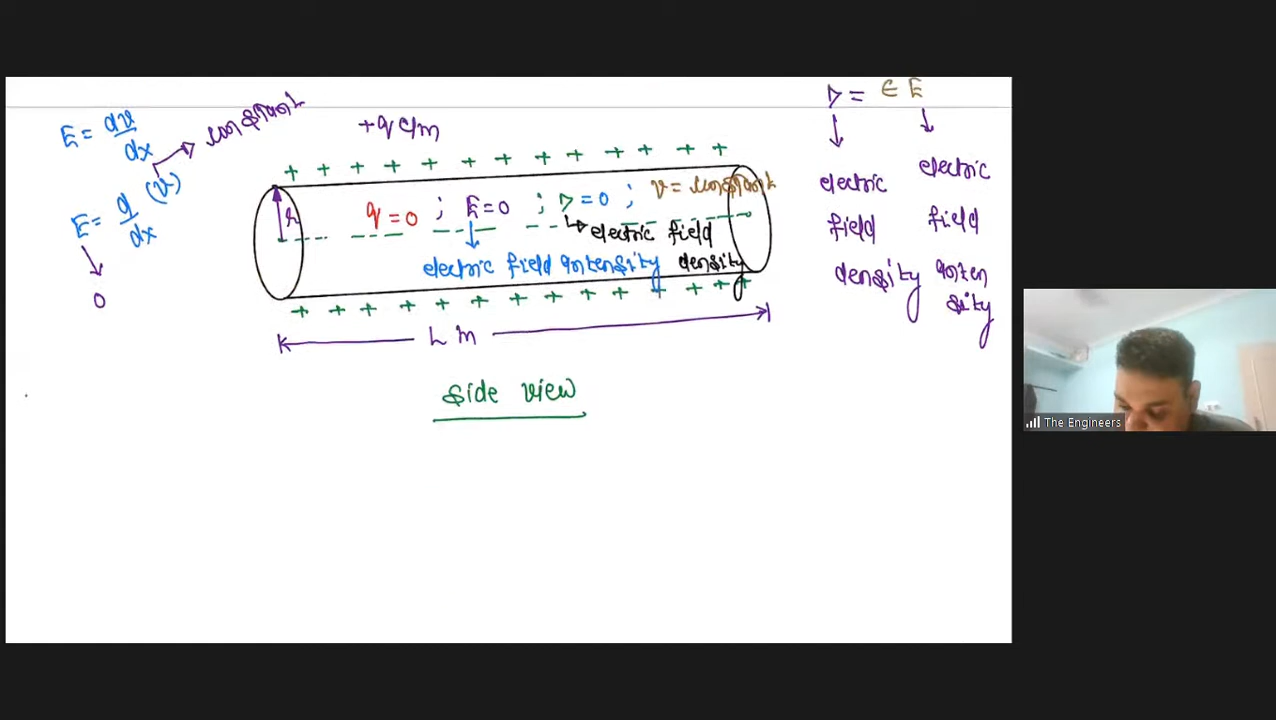 E = dv/dx
constant
E = d/dx (v)
0
+q C/m
r
q = 0 ; E = 0 ; D = 0 ; V = constant
electric field intensity
electric field density
L m
side view
D = ∈ E
electric field density
electric field intensity
The Engineers